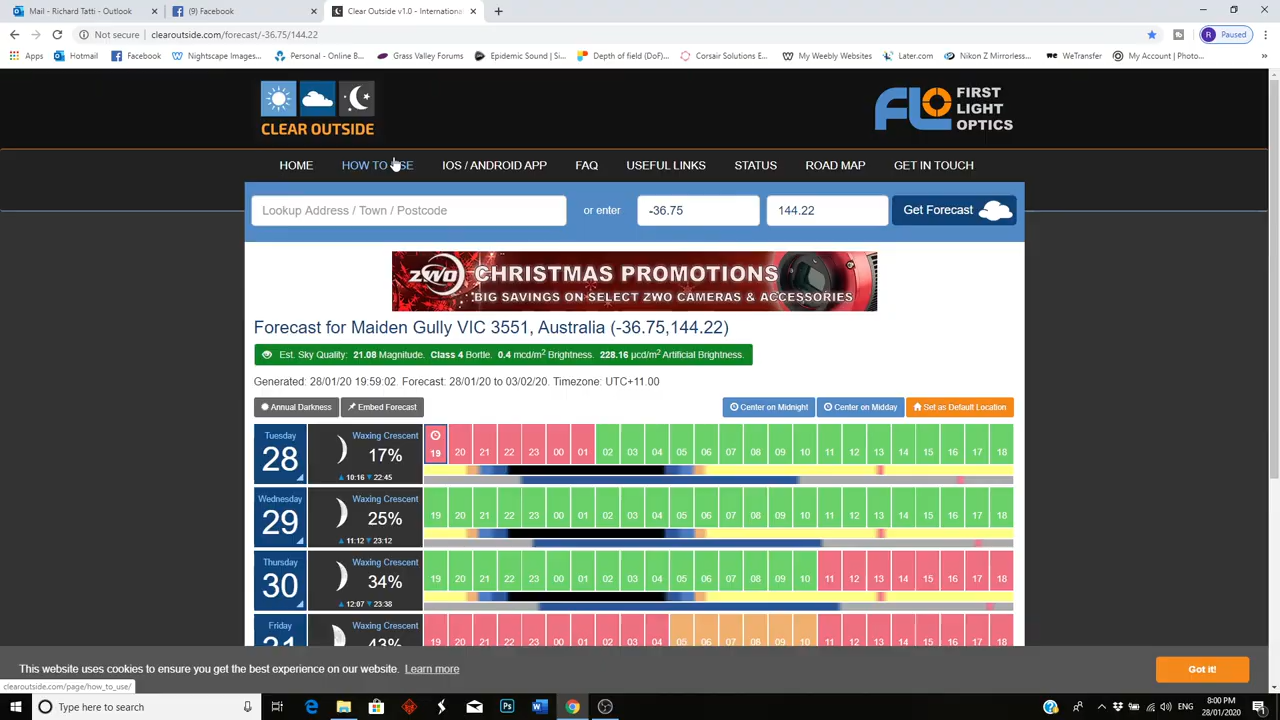 Mail - Richard Tatti - Outlook
(9) Facebook
Clear Outside v1.0 - Internationa
Not secure
clearoutside.com/forecast/-36.75/144.22
R Paused
Apps
Hotmail
Facebook
Nightscape Images...
Personal - Online B...
Grass Valley Forums
Epidemic Sound | Si...
Depth of field (DoF)...
Corsair Solutions E...
My Weebly Websites
Later.com
Nikon Z Mirrorless...
WeTransfer
My Account | Photo...
CLEAR OUTSIDE
FLO FIRST
LIGHT
OPTICS
HOME HOW TO USE IOS / ANDROID APP FAQ USEFUL LINKS STATUS ROAD MAP GET IN TOUCH
Lookup Address / Town / Postcode or enter -36.75 144.22 Get Forecast
ZWO CHRISTMAS PROMOTIONS
BIG SAVINGS ON SELECT ZWO CAMERAS & ACCESSORIES
Forecast for Maiden Gully VIC 3551, Australia (-36.75,144.22)
Est. Sky Quality: 21.08 Magnitude. Class 4 Bortle. 0.4 mcd/m2 Brightness. 228.16 μcd/m2 Artificial Brightness.
Generated: 28/01/20 19:59:02. Forecast: 28/01/20 to 03/02/20. Timezone: UTC+11.00
Annual Darkness Embed Forecast Center on Midnight Center on Midday Set as Default Location
Tuesday
28
Waxing Crescent
17%
10:16 22:45
19 20 21 22 23 00 01 02 03 04 05 06 07 08 09 10 11 12 13 14 15 16 17 18
Wednesday
29
Waxing Crescent
25%
11:12 23:12
19 20 21 22 23 00 01 02 03 04 05 06 07 08 09 10 11 12 13 14 15 16 17 18
Thursday
30
Waxing Crescent
34%
12:07 23:38
19 20 21 22 23 00 01 02 03 04 05 06 07 08 09 10 11 12 13 14 15 16 17 18
Friday
31
Waxing Crescent
43%
19 20 21 22 23 00 01 02 03 04 05 06 07 08 09 10 11 12 13 14 15 16 17 18
This website uses cookies to ensure you get the best experience on our website. Learn more
Got it!
clearoutside.com/page/how_to_use/
Type here to search
Ps
ENG
8:00 PM
28/01/2020
1